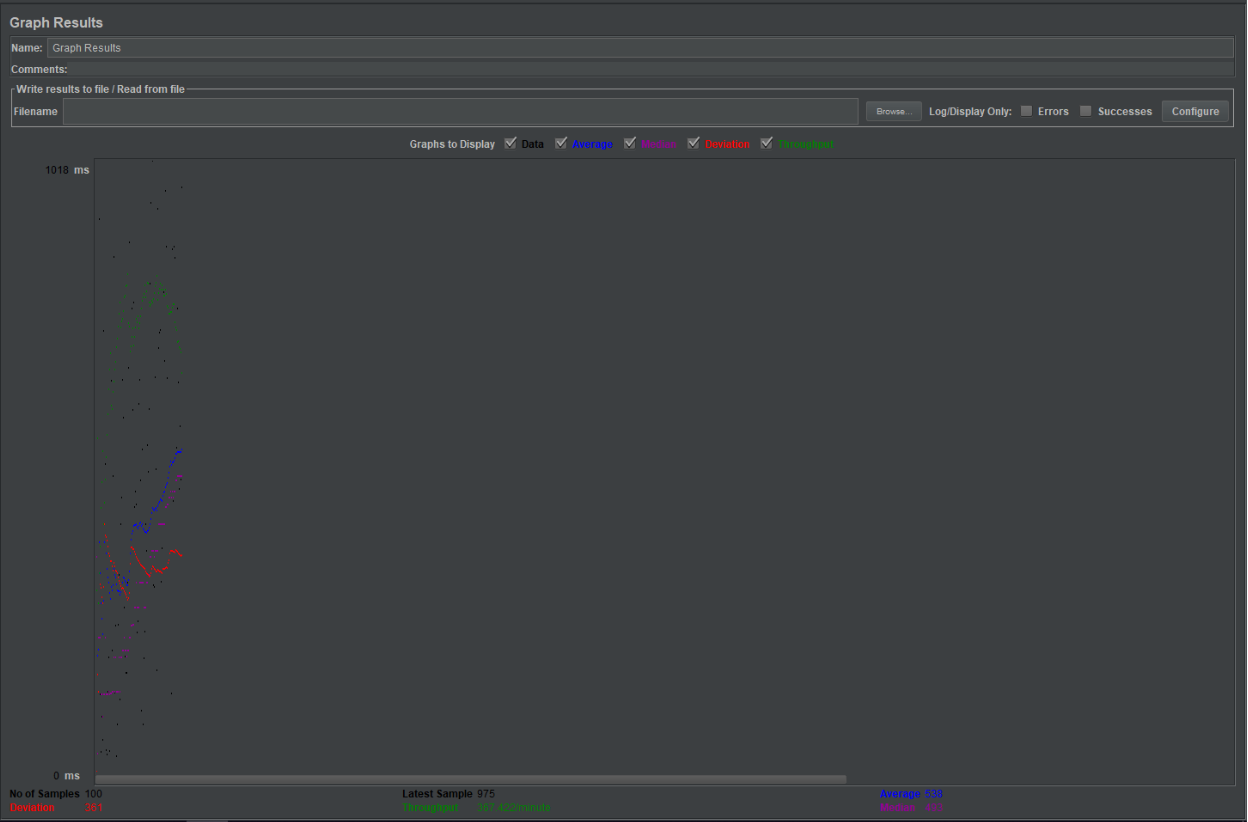 Graph Results
Name: Graph Results
Comments:
Write results to file / Read from file
Filename Browse... Log/Display Only: Errors Successes Configure
Graphs to Display Data Average Median Deviation Throughput
1018 ms
0 ms
No of Samples 100 Latest Sample 975 Average 538
Deviation 361 Throughput 387.422/minute Median